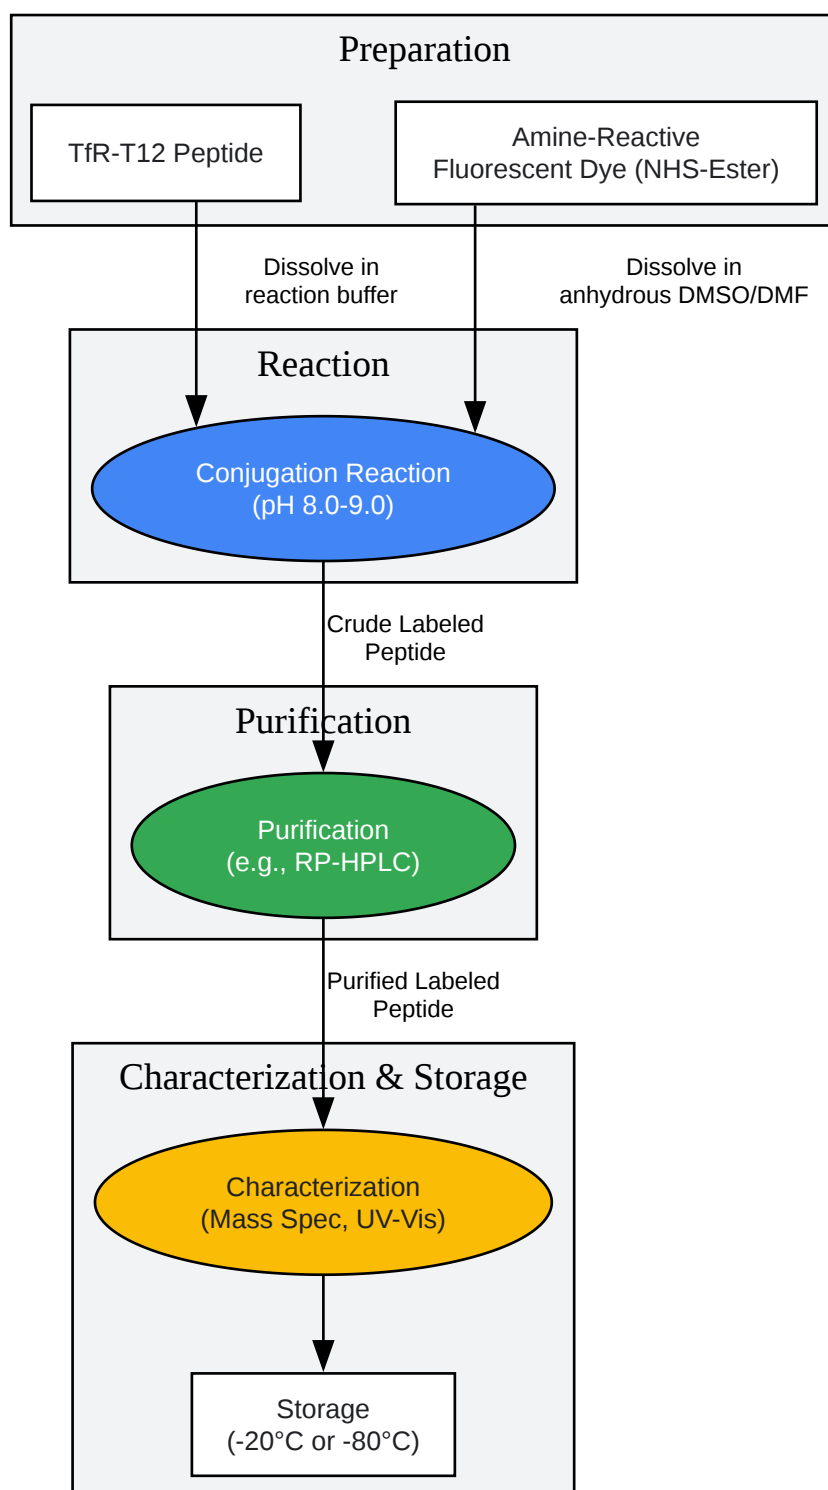 Preparation
TfR-T12 Peptide
Amine-Reactive
Fluorescent Dye (NHS-Ester)
Dissolve in
reaction buffer
Dissolve in
anhydrous DMSO/DMF
Reaction
Conjugation Reaction
(pH 8.0-9.0)
Crude Labeled
Peptide
Purification
Purification
(e.g., RP-HPLC)
Purified Labeled
Peptide
Characterization & Storage
Characterization
(Mass Spec, UV-Vis)
Storage
(-20°C or -80°C)